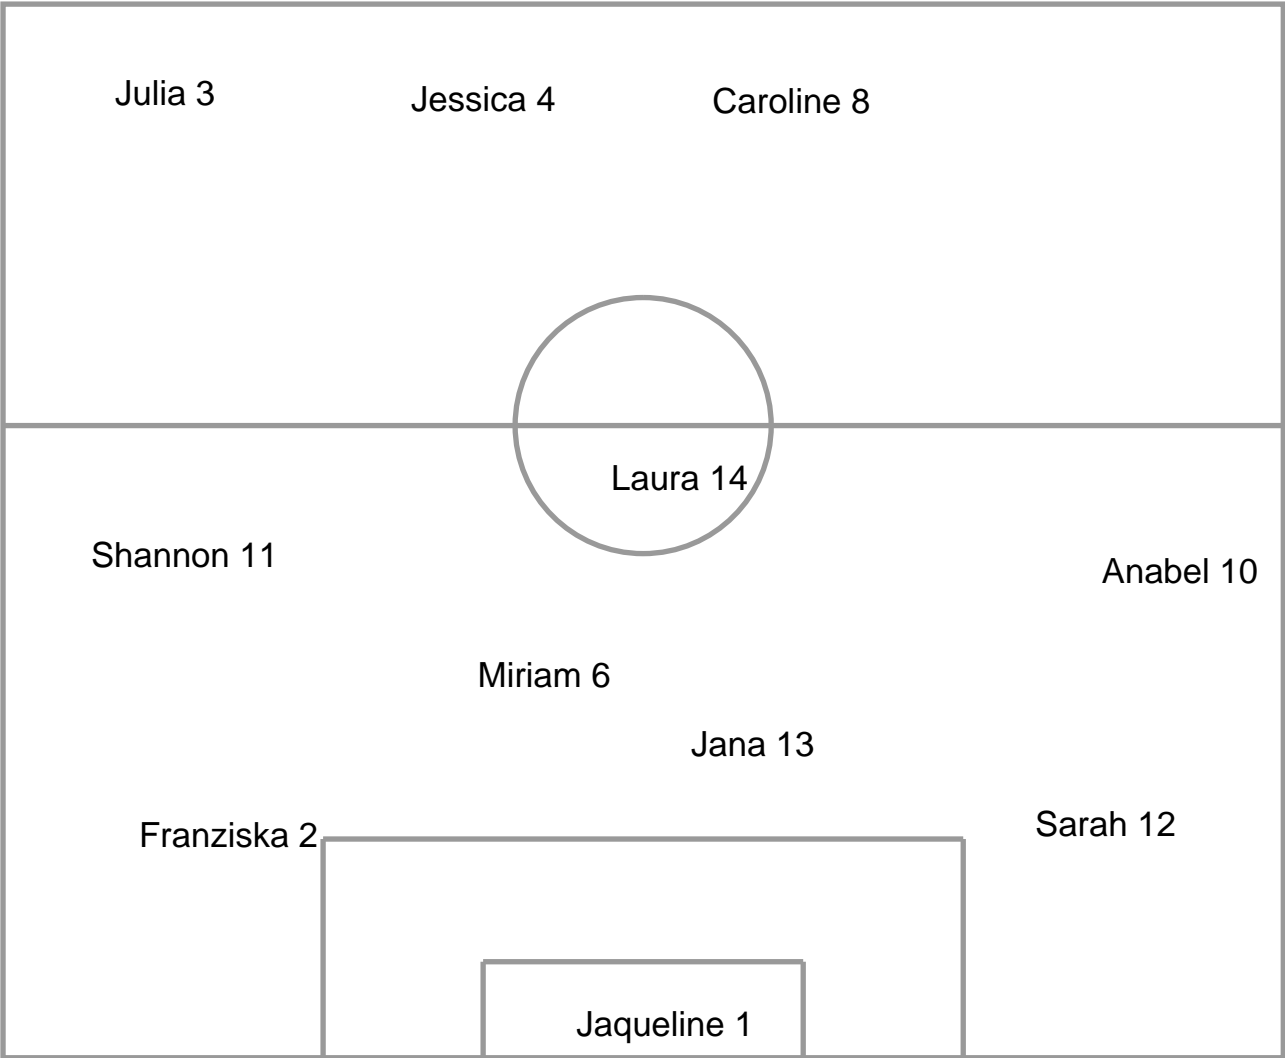 Julia 3
Jessica 4
Caroline 8
Laura 14
Shannon 11
Anabel 10
Miriam 6
Jana 13
Franziska 2
Sarah 12
Jaqueline 1